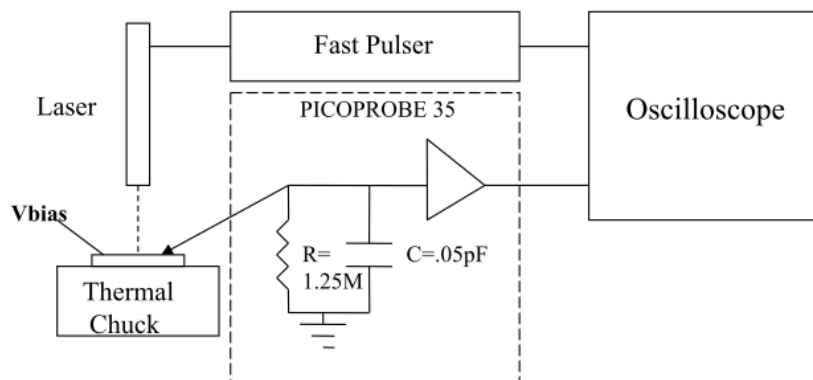 Fast Pulser
Laser
PICOPROBE 35
Oscilloscope
Vbias
R=
1.25M
C=.05pF
Thermal
Chuck